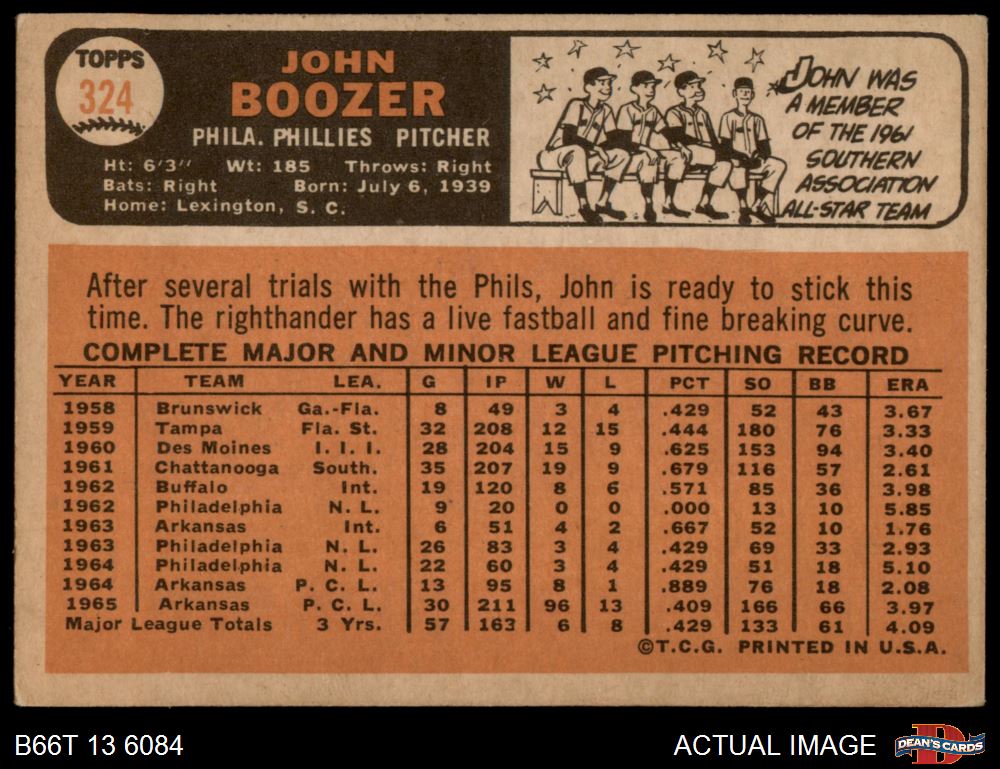 TOPPS
324
JOHN
BOOZER
PHILA. PHILLIES PITCHER
Ht: 6'3" Wt: 185 Throws: Right
Bats: Right Born: July 6, 1939
Home: Lexington, S. C.
JOHN WAS
A MEMBER
OF THE 1961
SOUTHERN
ASSOCIATION
ALL-STAR TEAM
After several trials with the Phils, John is ready to stick this
time. The righthander has a live fastball and fine breaking curve.
COMPLETE MAJOR AND MINOR LEAGUE PITCHING RECORD
YEAR TEAM LEA. G IP W L PCT SO BB ERA
1958 Brunswick Ga.-Fla. 8 49 3 4 .429 52 43 3.67
1959 Tampa Fla. St. 32 208 12 15 .444 180 76 3.33
1960 Des Moines I. I. I. 28 204 15 9 .625 153 94 3.40
1961 Chattanooga South. 35 207 19 9 .679 116 57 2.61
1962 Buffalo Int. 19 120 8 6 .571 85 36 3.98
1962 Philadelphia N. L. 9 20 0 0 .000 13 10 5.85
1963 Arkansas Int. 6 51 4 2 .667 52 10 1.76
1963 Philadelphia N. L. 26 83 3 4 .429 69 33 2.93
1964 Philadelphia N. L. 22 60 3 4 .429 51 18 5.10
1964 Arkansas P. C. L. 13 95 8 1 .889 76 18 2.08
1965 Arkansas P. C. L. 30 211 96 13 .409 166 66 3.97
Major League Totals 3 Yrs. 57 163 6 8 .429 133 61 4.09
©T.C.G. PRINTED IN U.S.A.
B66T 13 6084
ACTUAL IMAGE
D
DEAN'S CARDS